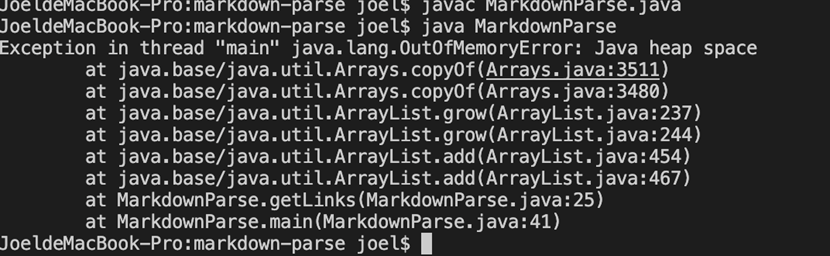 JoeldeMacBook-Pro:markdown-parse joel$ javac MarkdownParse.java
JoeldeMacBook-Pro:markdown-parse joel$ java MarkdownParse
Exception in thread "main" java.lang.OutOfMemoryError: Java heap space
        at java.base/java.util.Arrays.copyOf(Arrays.java:3511)
        at java.base/java.util.Arrays.copyOf(Arrays.java:3480)
        at java.base/java.util.ArrayList.grow(ArrayList.java:237)
        at java.base/java.util.ArrayList.grow(ArrayList.java:244)
        at java.base/java.util.ArrayList.add(ArrayList.java:454)
        at java.base/java.util.ArrayList.add(ArrayList.java:467)
        at MarkdownParse.getLinks(MarkdownParse.java:25)
        at MarkdownParse.main(MarkdownParse.java:41)
JoeldeMacBook-Pro:markdown-parse joel$